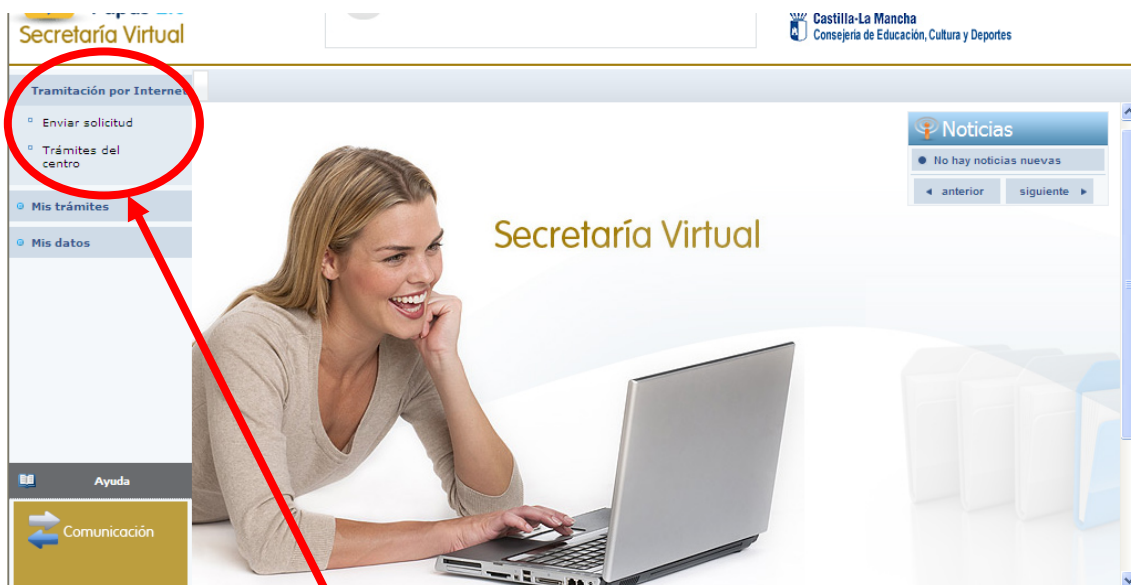 Secretaría Virtual
Castilla-La Mancha
Consejería de Educación, Cultura y Deportes
Tramitación por Internet
Enviar solicitud
Trámites del
centro
Mis trámites
Mis datos
Noticias
No hay noticias nuevas
anterior siguiente
Secretaría Virtual
Ayuda
Comunicación